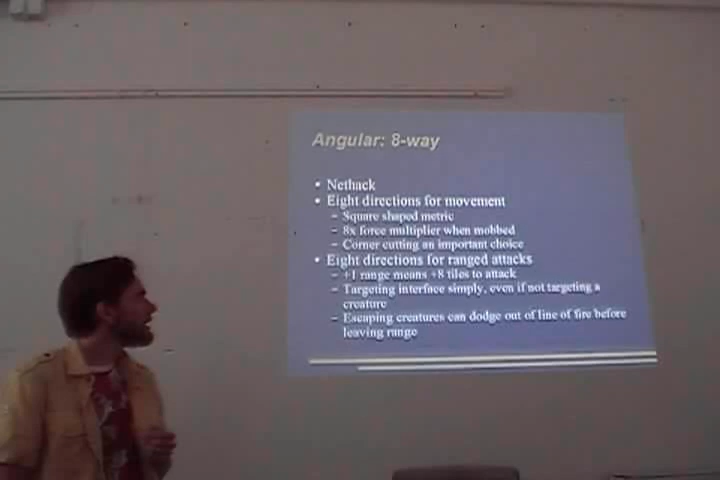 Angular: 8-way
• Nethack
• Eight directions for movement
– Square shaped metric
– 8x force multiplier when mobbed
– Corner cutting an important choice
• Eight directions for ranged attacks
– +1 range means +8 tiles to attack
– Targeting interface simply, even if not targeting a
creature
– Escaping creatures can dodge out of line of fire before
leaving range